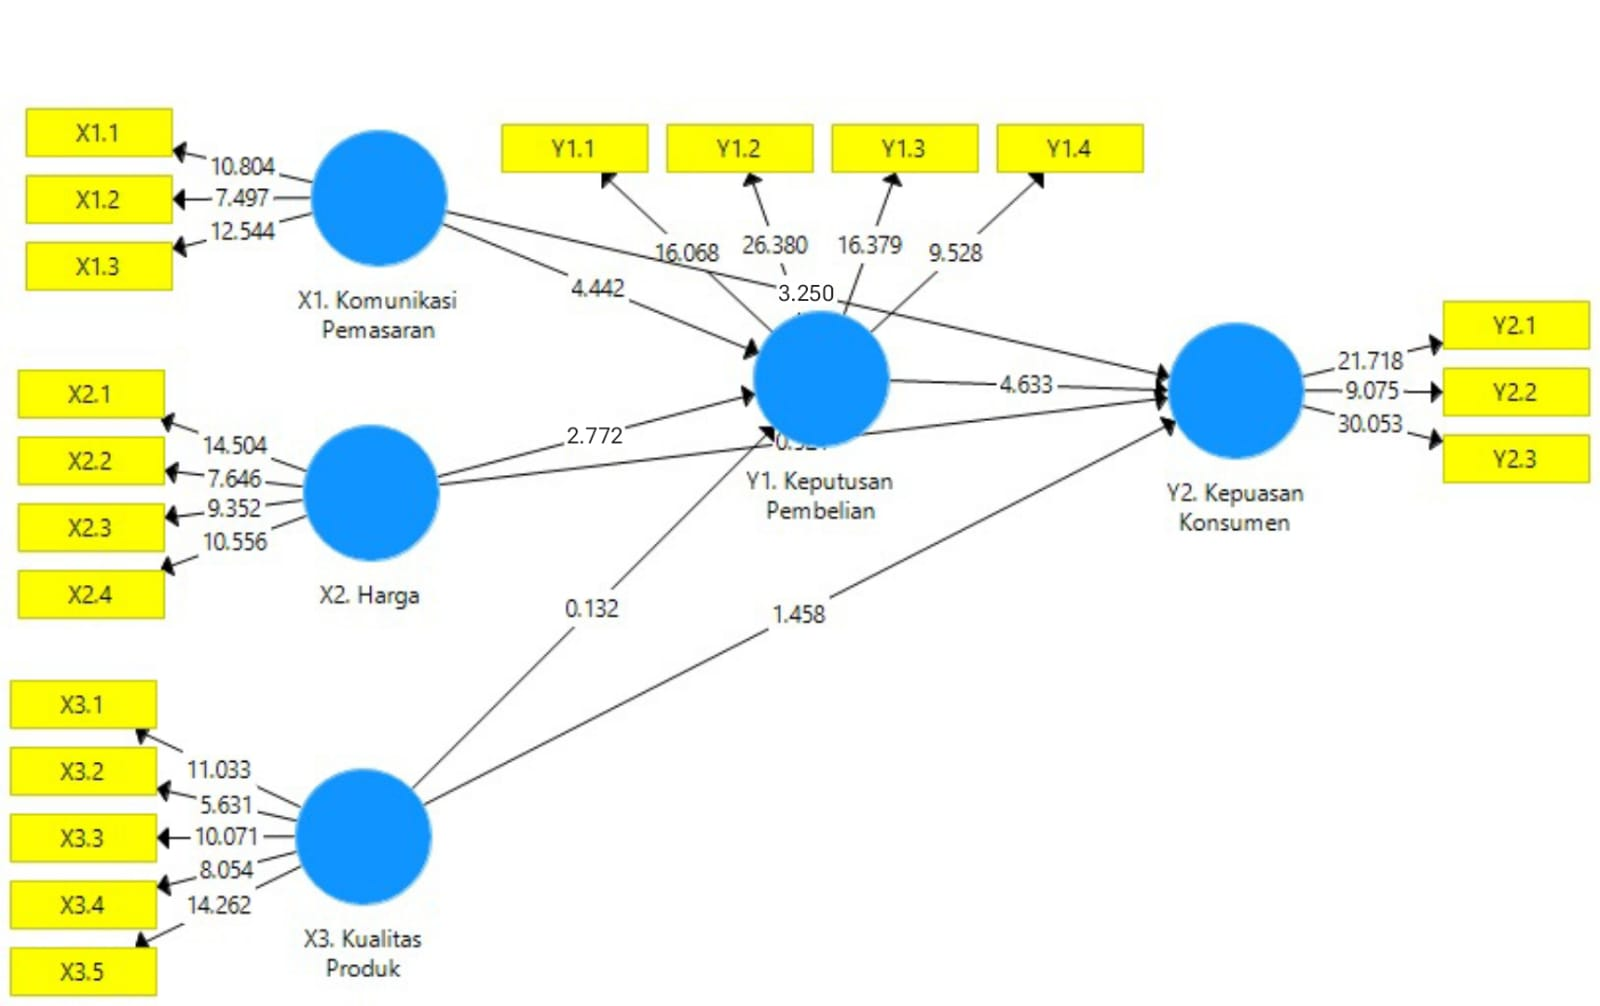 X1.1
10.804
X1.2
7.497
12.544
X1.3
X1. Komunikasi
Pemasaran
Y1.1
Y1.2
Y1.3
Y1.4
16.068
26.380
16.379
9.528
3.250
4.442
Y2.1
21.718
Y2.2
9.075
30.053
Y2.3
4.633
X2.1
14.504
X2.2
7.646
9.352
X2.3
10.556
X2.4
X2. Harga
2.772
Y1. Keputusan
Pembelian
Y2. Kepuasan
Konsumen
0.132
1.458
X3.1
11.033
X3.2
5.631
X3.3
10.071
8.054
X3.4
14.262
X3.5
X3. Kualitas
Produk